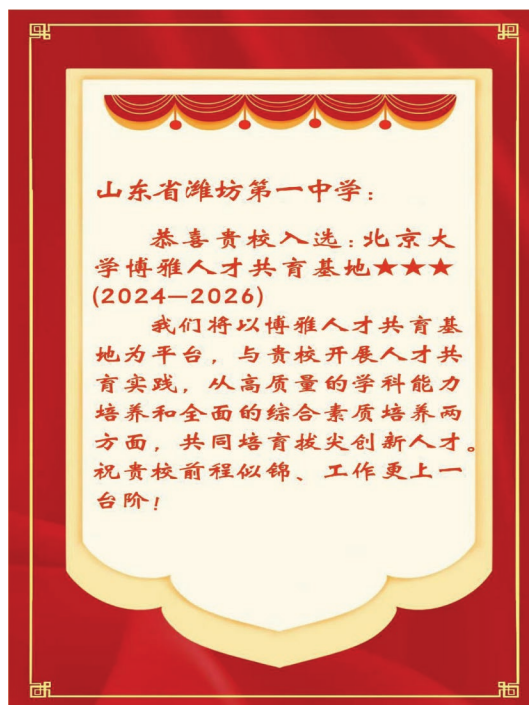 山东省潍坊第一中学：
恭喜贵校入选：北京大
学博雅人才共育基地★★★
(2024—2026)
我们将以博雅人才共育基
地为平台，与贵校开展人才共
育实践，从高质量的学科能力
培养和全面的综合素质培养两
方面，共同培育拔尖创新人才。
祝贵校前程似锦、工作更上一
台阶！